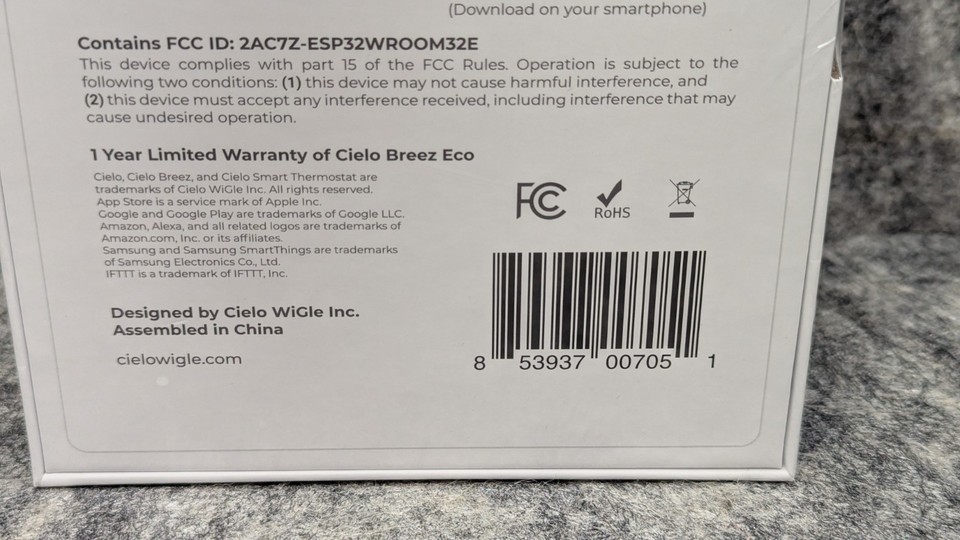 (Download on your smartphone)
Contains FCC ID: 2AC7Z-ESP32WROOM32E
This device complies with part 15 of the FCC Rules. Operation is subject to the
following two conditions: (1) this device may not cause harmful interference, and
(2) this device must accept any interference received, including interference that may
cause undesired operation.
1 Year Limited Warranty of Cielo Breez Eco
Cielo, Cielo Breez, and Cielo Smart Thermostat are
trademarks of Cielo WiGle Inc. All rights reserved.
App Store is a service mark of Apple Inc.
Google and Google Play are trademarks of Google LLC.
Amazon, Alexa, and all related logos are trademarks of
Amazon.com, Inc. or its affiliates.
Samsung and Samsung SmartThings are trademarks
of Samsung Electronics Co., Ltd.
IFTTT is a trademark of IFTTT, Inc.
FC
RoHS
Designed by Cielo WiGle Inc.
Assembled in China
cielowigle.com
8 53937 00705 1